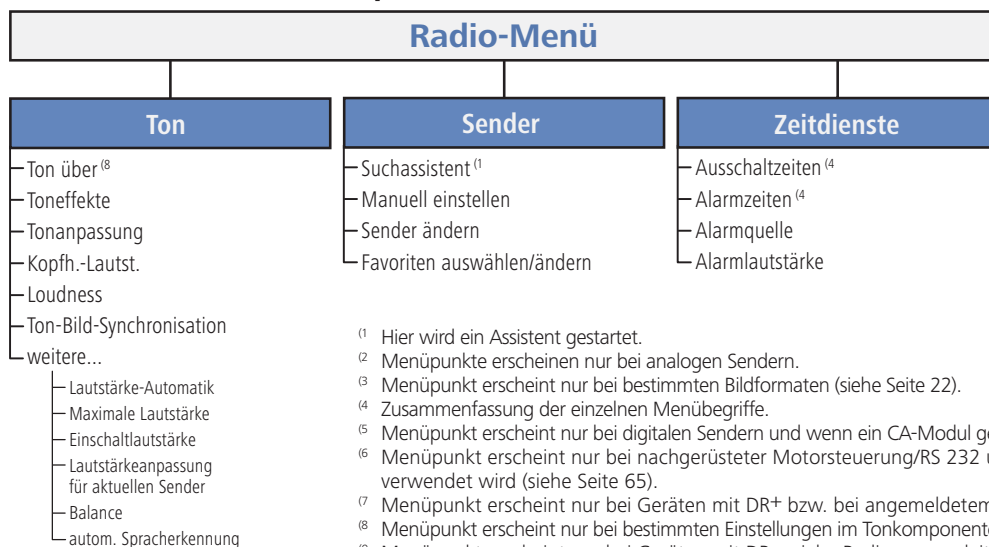 Radio-Menü
Ton
Ton über (8
Toneffekte
Tonanpassung
Kopfh.-Lautst.
Loudness
Ton-Bild-Synchronisation
weitere...
Lautstärke-Automatik
Maximale Lautstärke
Einschaltlautstärke
Lautstärkeanpassung
für aktuellen Sender
Balance
autom. Spracherkennung
Sender
Suchassistent (1
Manuell einstellen
Sender ändern
Favoriten auswählen/ändern
Zeitdienste
Ausschaltzeiten (4
Alarmzeiten (4
Alarmquelle
Alarmlautstärke
(1 Hier wird ein Assistent gestartet.
(2 Menüpunkte erscheinen nur bei analogen Sendern.
(3 Menüpunkt erscheint nur bei bestimmten Bildformaten (siehe Seite 22).
(4 Zusammenfassung der einzelnen Menübegriffe.
(5 Menüpunkt erscheint nur bei digitalen Sendern und wenn ein CA-Modul
(6 Menüpunkt erscheint nur bei nachgerüsteter Motorsteuerung/RS 232
verwendet wird (siehe Seite 65).
(7 Menüpunkt erscheint nur bei Geräten mit DR+ bzw. bei angemeldetem
(8 Menüpunkt erscheint nur bei bestimmten Einstellungen im